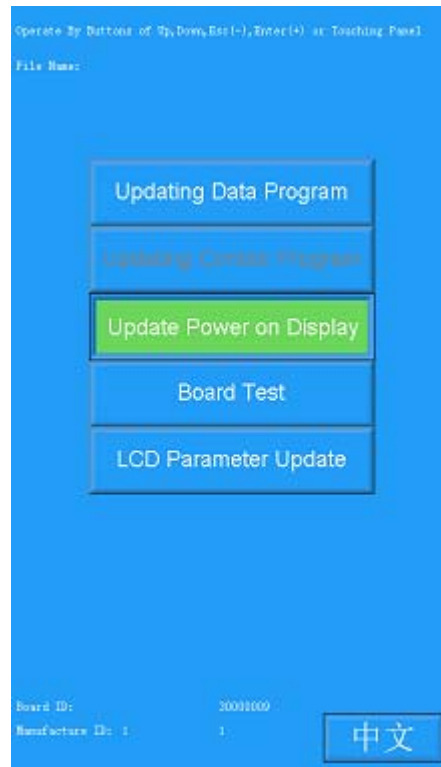 Operate By Buttons of Up,Down,Esc(-),Enter(+) or Touching Panel
File Name:
Updating Data Program
Updating Control Program
Update Power on Display
Board Test
LCD Parameter Update
Board ID: 30000009
Manufacture ID: 1 1
中文